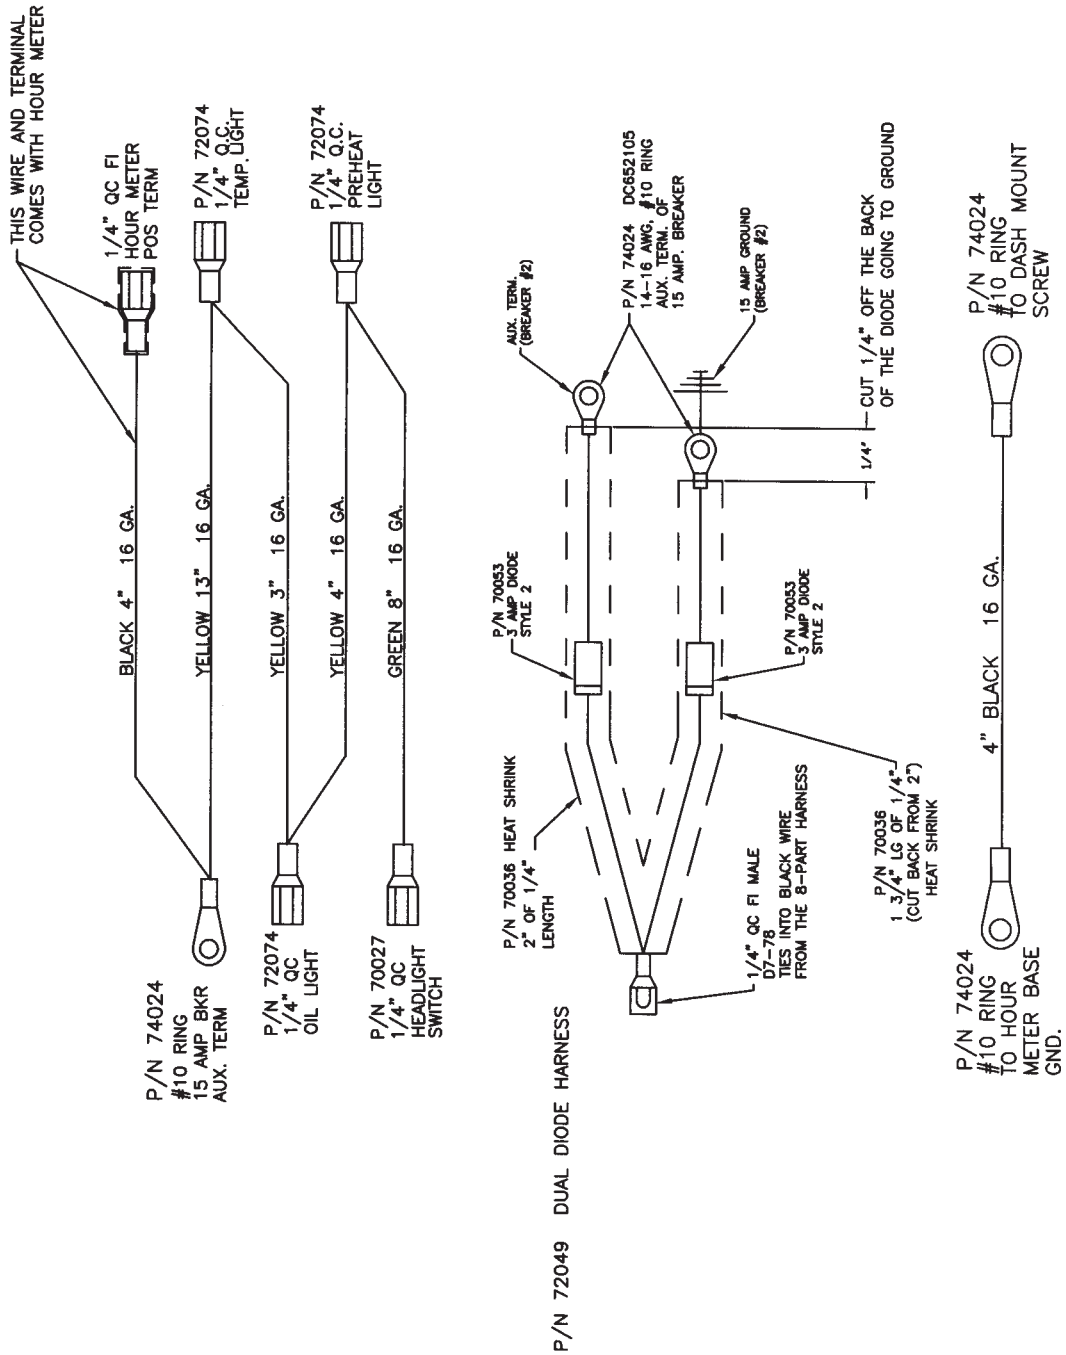 THIS WIRE AND TERMINAL
COMES WITH HOUR METER
1/4" QC FI
HOUR METER
POS TERM
BLACK 4" 16 GA.
P/N 74024
#10 RING
15 AMP BKR
AUX. TERM
YELLOW 13" 16 GA.
P/N 72074
1/4" Q.C.
TEMP. LIGHT
P/N 72074
1/4" QC
OIL LIGHT
YELLOW 3" 16 GA.
YELLOW 4" 16 GA.
P/N 72074
1/4" Q.C.
PREHEAT
LIGHT
P/N 70027
1/4" QC
HEADLIGHT
SWITCH
GREEN 8" 16 GA.
P/N 72049 DUAL DIODE HARNESS
P/N 70036 HEAT SHRINK
2" OF 1/4"
LENGTH
P/N 70053
3 AMP DIODE
STYLE 2
AUX. TERM.
(BREAKER #2)
P/N 74024 DC652105
14-16 AWG, #10 RING
AUX. TERM. OF
15 AMP. BREAKER
15 AMP GROUND
(BREAKER #2)
1/4" QC FI MALE
D7-78
TIES INTO BLACK WIRE
FROM THE 8-PART HARNESS
P/N 70053
3 AMP DIODE
STYLE 2
1/4"
CUT 1/4" OFF THE BACK
OF THE DIODE GOING TO GROUND
P/N 70036
1 3/4" LG OF 1/4"
(CUT BACK FROM 2")
HEAT SHRINK
P/N 74024
#10 RING
TO HOUR
METER BASE
GND.
4" BLACK 16 GA.
P/N 74024
#10 RING
TO DASH MOUNT
SCREW